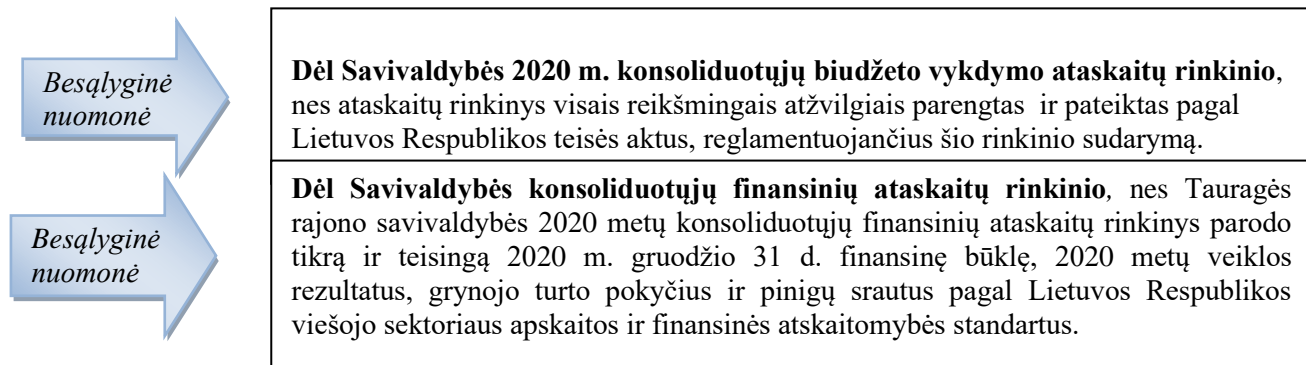 Besąlyginė
nuomonė
Dėl Savivaldybės 2020 m. konsoliduotųjų biudžeto vykdymo ataskaitų rinkinio,
nes ataskaitų rinkinys visais reikšmingais atžvilgiais parengtas ir pateiktas pagal
Lietuvos Respublikos teisės aktus, reglamentuojančius šio rinkinio sudarymą.
Besąlyginė
nuomonė
Dėl Savivaldybės konsoliduotųjų finansinių ataskaitų rinkinio, nes Tauragės
rajono savivaldybės 2020 metų konsoliduotųjų finansinių ataskaitų rinkinys parodo
tikrą ir teisingą 2020 m. gruodžio 31 d. finansinę būklę, 2020 metų veiklos
rezultatus, grynojo turto pokyčius ir pinigų srautus pagal Lietuvos Respublikos
viešojo sektoriaus apskaitos ir finansinės atskaitomybės standartus.